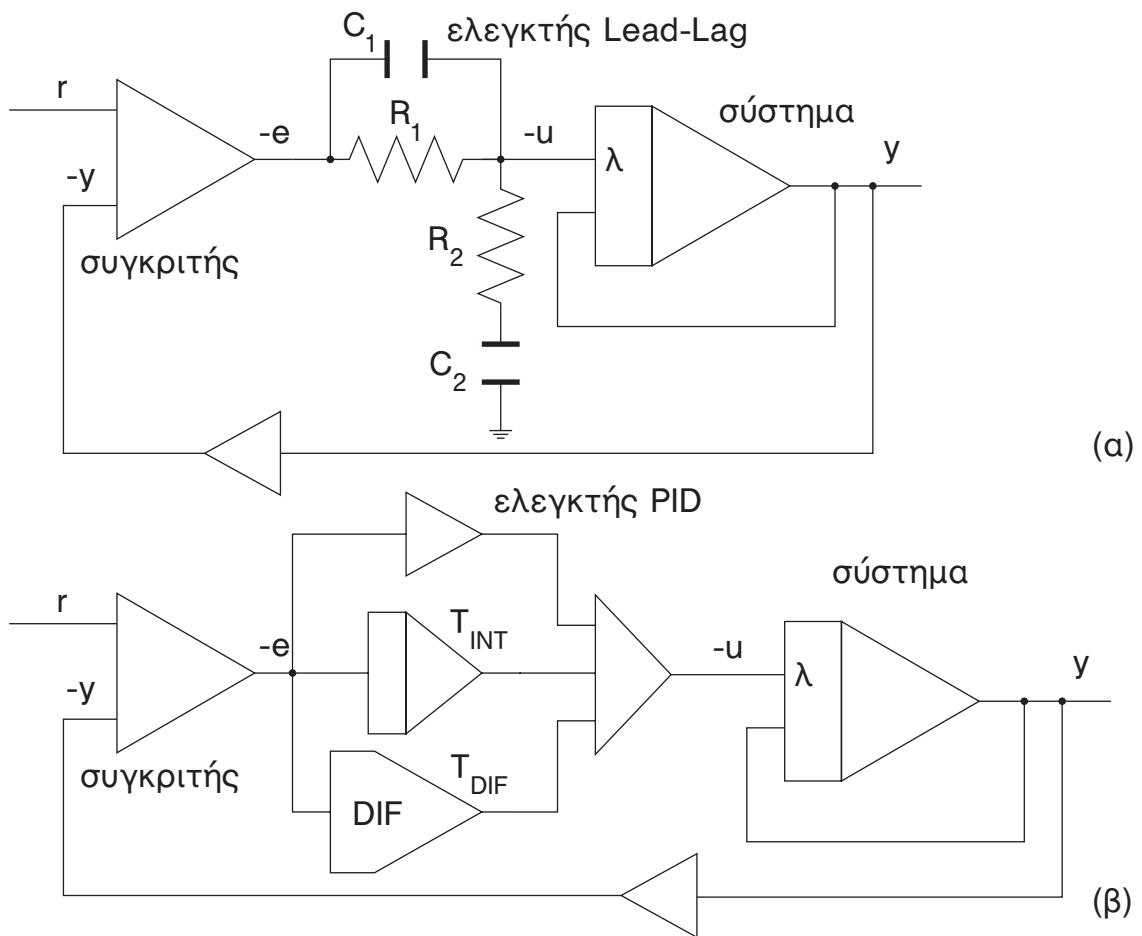 C1 ελεγκτής Lead-Lag
r
-e
R1
-u
σύστημα
λ
y
-y
συγκριτής
R2
C2
(α)
ελεγκτής PID
σύστημα
r
-e
TINT
-u
λ
y
-y
συγκριτής
DIF
TDIF
(β)